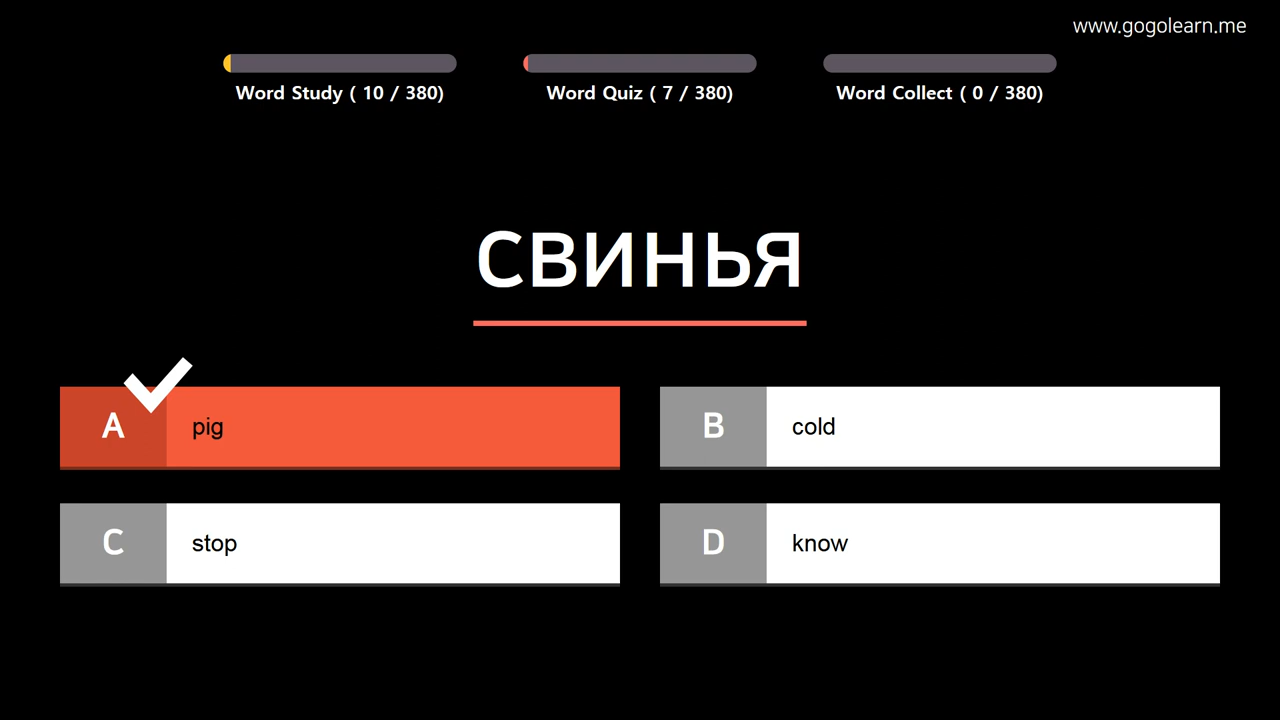 www.gogolearn.me
Word Study ( 10 / 380)
Word Quiz ( 7 / 380)
Word Collect ( 0 / 380)
СВИНЬЯ
A pig
B cold
C stop
D know